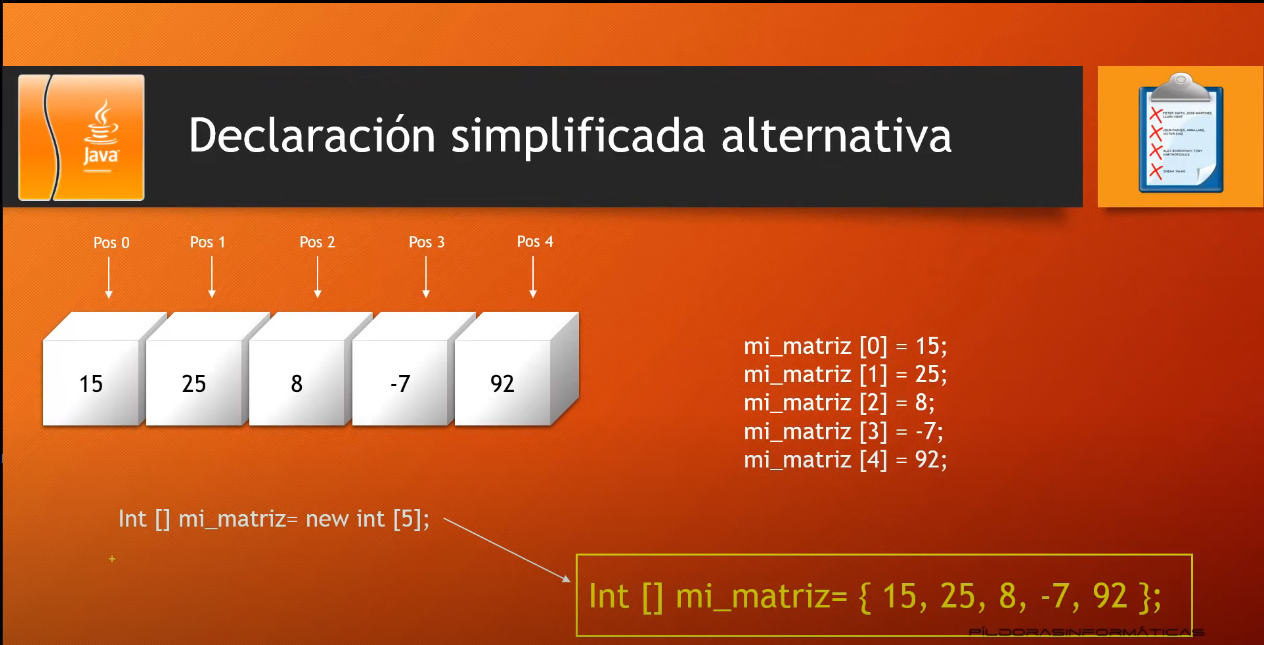 Java
Declaración simplificada alternativa
Pos 0 Pos 1 Pos 2 Pos 3 Pos 4
15 25 8 -7 92
mi_matriz [0] = 15;
mi_matriz [1] = 25;
mi_matriz [2] = 8;
mi_matriz [3] = -7;
mi_matriz [4] = 92;
Int [] mi_matriz= new int [5];
Int [] mi_matriz= { 15, 25, 8, -7, 92 };
PÍLDORASINFORMÁTICAS